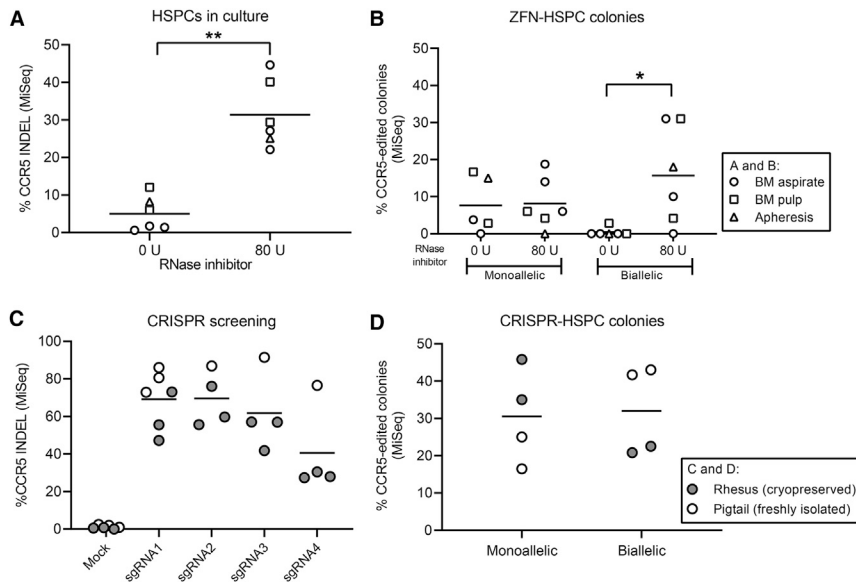 A
HSPCs in culture
**
% CCR5 INDEL (MiSeq)
50
40
30
20
10
0
0 U
80 U
RNase inhibitor
B
ZFN-HSPC colonies
*
% CCR5-edited colonies
(MiSeq)
50
40
30
20
10
0
RNase
inhibitor
0 U
80 U
0 U
80 U
Monoallelic
Biallelic
A and B:
BM aspirate
BM pulp
Apheresis
C
CRISPR screening
%CCR5 INDEL (MiSeq)
100
80
60
40
20
0
Mock
sgRNA1
sgRNA2
sgRNA3
sgRNA4
D
CRISPR-HSPC colonies
% CCR5-edited colonies
(MiSeq)
50
40
30
20
10
0
Monoallelic
Biallelic
C and D:
Rhesus (cryopreserved)
Pigtail (freshly isolated)